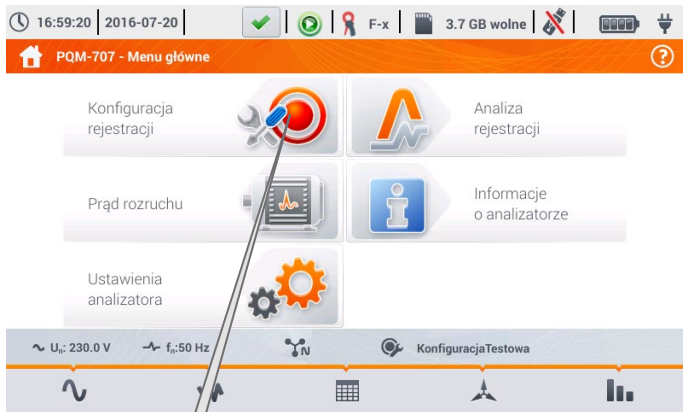 16:59:20 2016-07-20 F-x 3.7 GB wolne
PQM-707 - Menu główne ?
Konfiguracja
rejestracji
Analiza
rejestracji
Prąd rozruchu
Informacje
o analizatorze
Ustawienia
analizatora
Uₙ: 230.0 V fₙ:50 Hz N KonfiguracjaTestowa